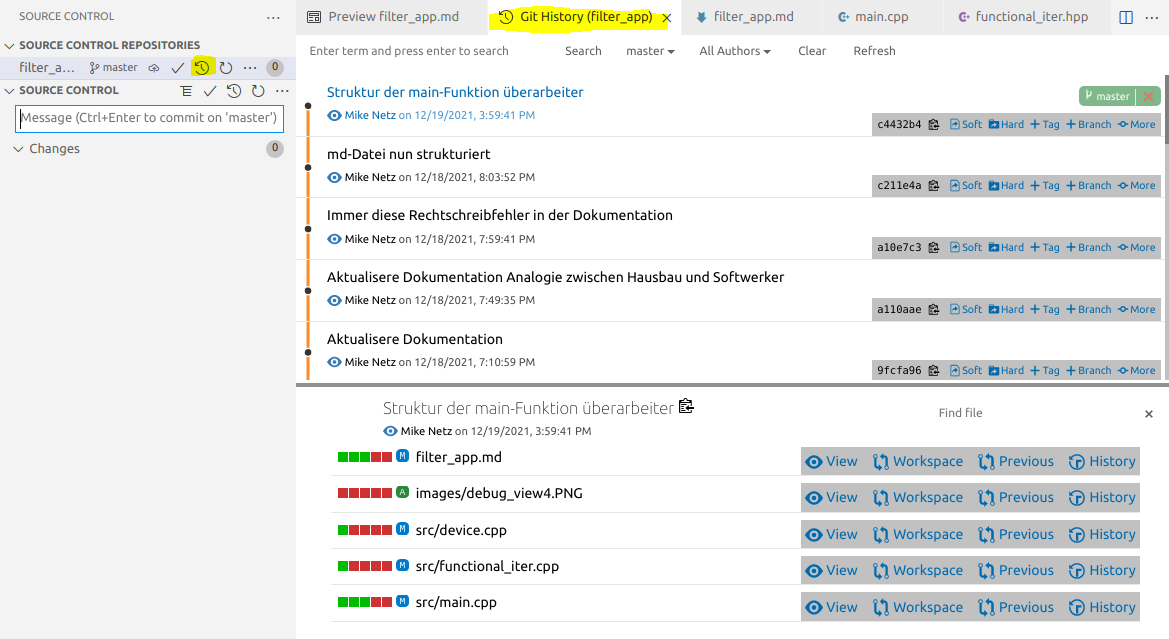 SOURCE CONTROL ...
SOURCE CONTROL REPOSITORIES
filter_a... master ... 0
SOURCE CONTROL ...
Message (Ctrl+Enter to commit on 'master')
Changes 0
Preview filter_app.md Git History (filter_app) filter_app.md main.cpp functional_iter.hpp ...
Enter term and press enter to search Search master All Authors Clear Refresh
Struktur der main-Funktion überarbeiter master
Mike Netz on 12/19/2021, 3:59:41 PM
c4432b4 Soft Hard + Tag + Branch More
md-Datei nun strukturiert
Mike Netz on 12/18/2021, 8:03:52 PM
c211e4a Soft Hard + Tag + Branch More
Immer diese Rechtschreibfehler in der Dokumentation
Mike Netz on 12/18/2021, 7:59:41 PM
a10e7c3 Soft Hard + Tag + Branch More
Aktualisere Dokumentation Analogie zwischen Hausbau und Softwerker
Mike Netz on 12/18/2021, 7:49:35 PM
a110aae Soft Hard + Tag + Branch More
Aktualisere Dokumentation
Mike Netz on 12/18/2021, 7:10:59 PM
9fcfa96 Soft Hard + Tag + Branch More
Struktur der main-Funktion überarbeiter Find file ×
Mike Netz on 12/19/2021, 3:59:41 PM
M filter_app.md View Workspace Previous History
A images/debug_view4.PNG View Workspace Previous History
M src/device.cpp View Workspace Previous History
M src/functional_iter.cpp View Workspace Previous History
M src/main.cpp View Workspace Previous History